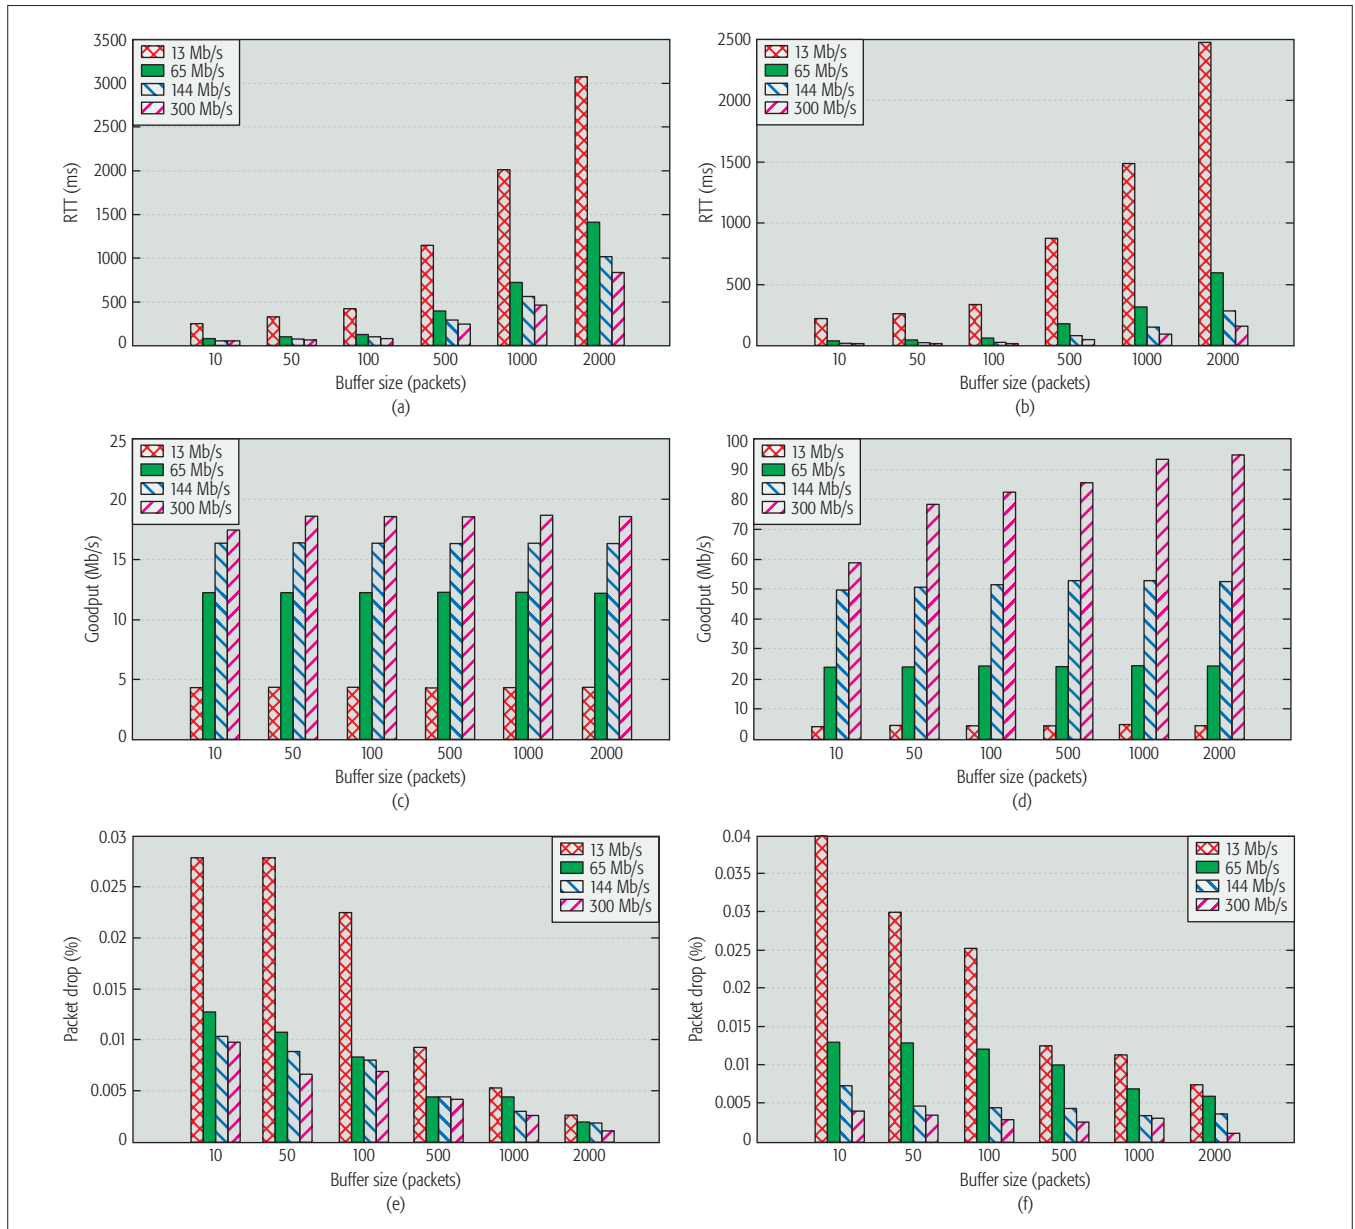 3500
3000
2500
2000
1500
1000
500
0
RTT (ms)
13 Mb/s
65 Mb/s
144 Mb/s
300 Mb/s
10 50 100 500 1000 2000
Buffer size (packets)
(a)
2500
2000
1500
1000
500
0
RTT (ms)
13 Mb/s
65 Mb/s
144 Mb/s
300 Mb/s
10 50 100 500 1000 2000
Buffer size (packets)
(b)
25
20
15
10
5
0
Goodput (Mb/s)
13 Mb/s
65 Mb/s
144 Mb/s
300 Mb/s
10 50 100 500 1000 2000
Buffer size (packets)
(c)
100
90
80
70
60
50
40
30
20
10
0
Goodput (Mb/s)
13 Mb/s
65 Mb/s
144 Mb/s
300 Mb/s
10 50 100 500 1000 2000
Buffer size (packets)
(d)
0.03
0.025
0.02
0.015
0.01
0.005
0
Packet drop (%)
13 Mb/s
65 Mb/s
144 Mb/s
300 Mb/s
10 50 100 500 1000 2000
Buffer size (packets)
(e)
0.04
0.035
0.03
0.025
0.02
0.015
0.01
0.005
0
Packet drop (%)
13 Mb/s
65 Mb/s
144 Mb/s
300 Mb/s
10 50 100 500 1000 2000
Buffer size (packets)
(f)